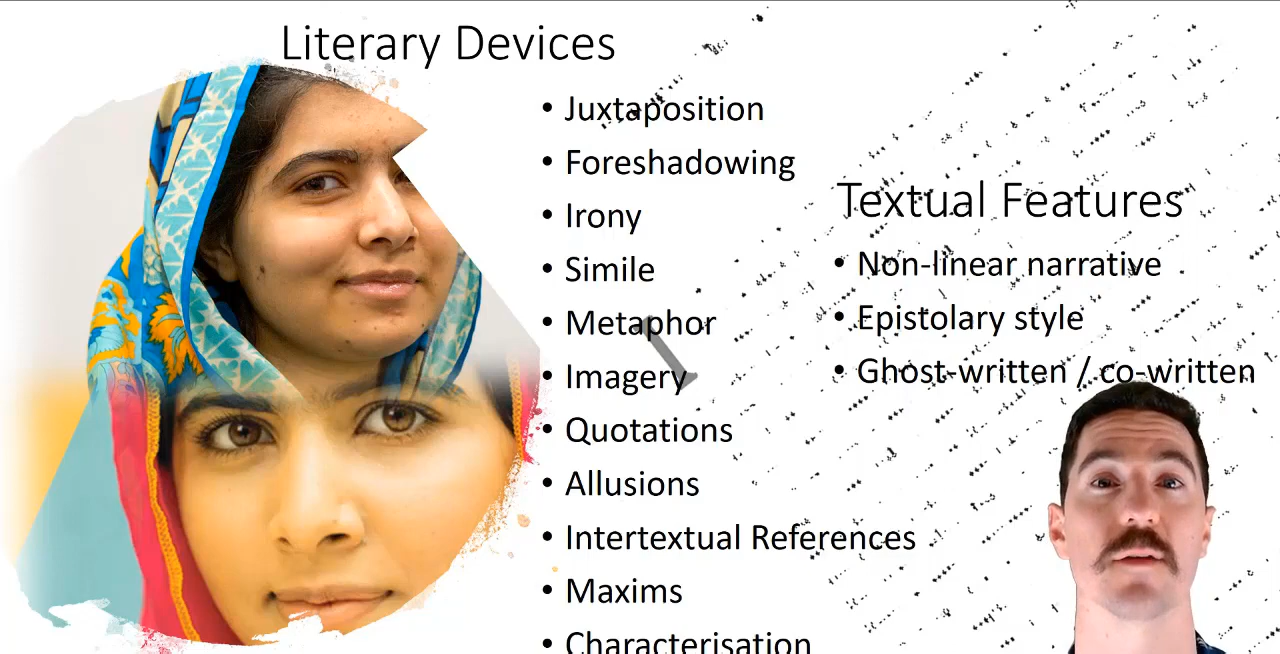 Literary Devices
• Juxtaposition
• Foreshadowing
• Irony
• Simile
• Metaphor
• Imagery
• Quotations
• Allusions
• Intertextual References
• Maxims
• Characterisation
Textual Features
• Non-linear narrative
• Epistolary style
• Ghost-written / co-written